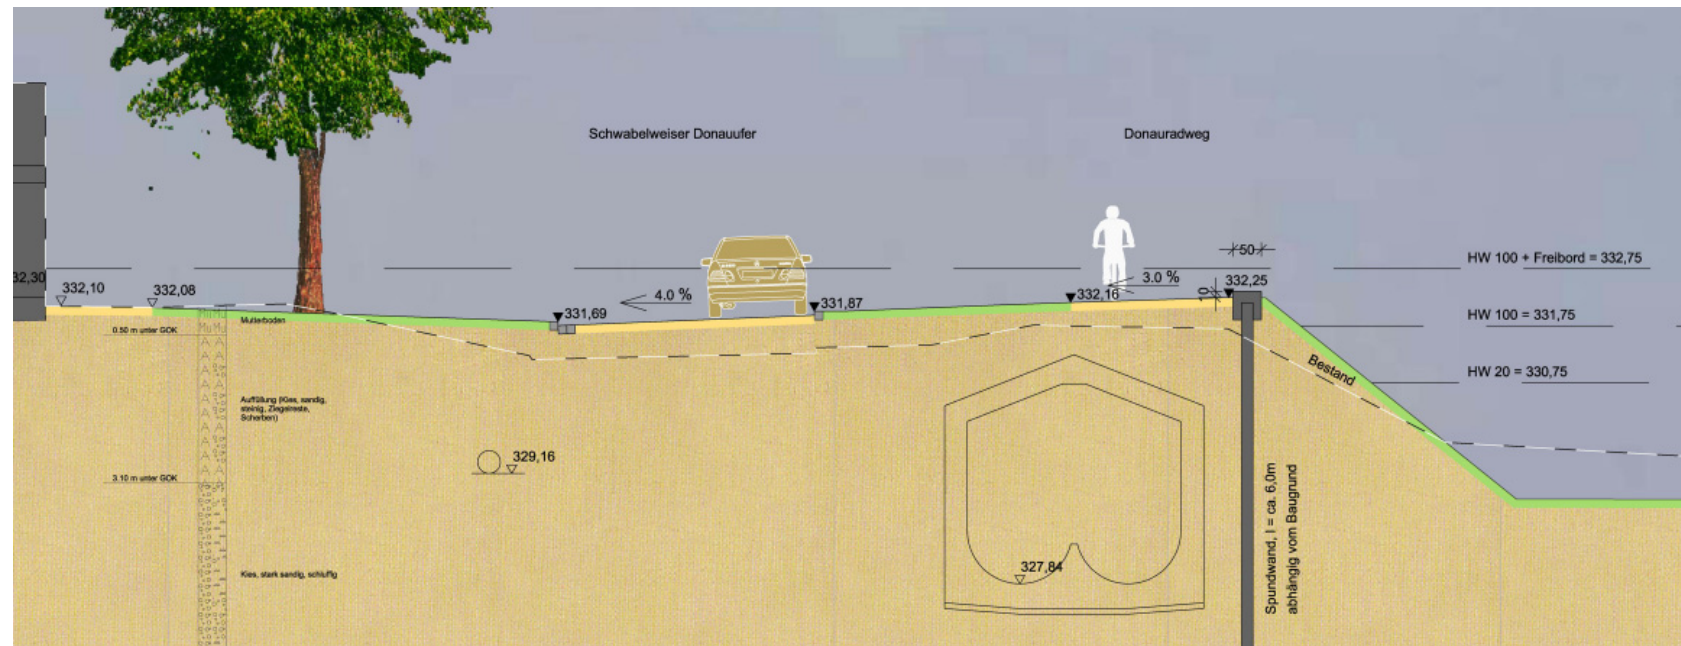 Schwabelweiser Donauufer
Donauradweg
50
HW 100 + Freibord = 332,75
32,30
332,10
332,08
4.0 %
3.0 %
332,16
10
332,25
331,87
331,69
HW 100 = 331,75
Mutterboden
0.50 m unter GOK
Bestand
HW 20 = 330,75
Auffüllung (Kies, sandig,
steinig, Ziegelreste,
Scherben)
329,16
3.10 m unter GOK
Spundwand, l = ca. 6,0m
abhängig vom Baugrund
327,84
Kies, stark sandig, schluffig